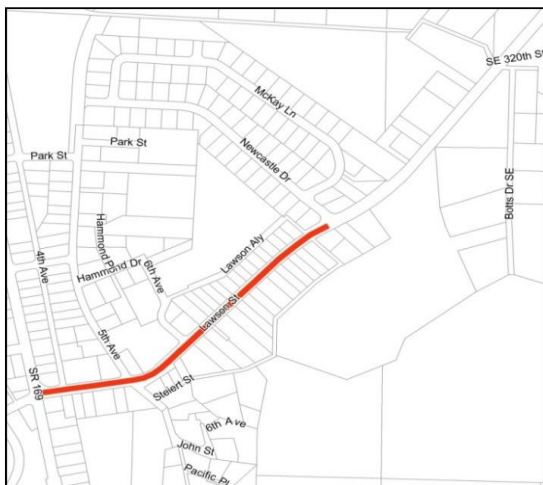 SE 320th St
McKay Ln
Park St
Newcastle Dr
Park St
Botts Dr SE
Hammond Pl
Lawson Aly
4th Ave
6th Ave
Hammond Dr
Lawson St
5th Ave
SR 169
Steiert St
6th Ave
John St
Pacific Pl